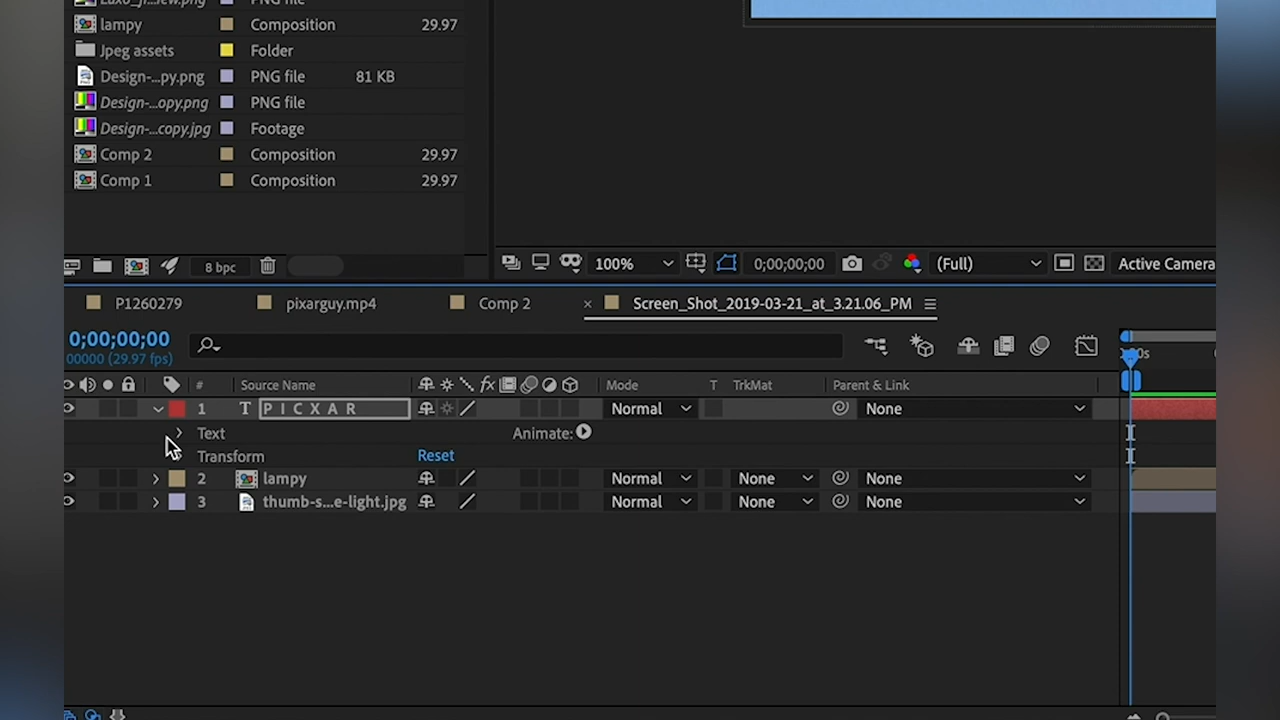 PNG file
lampy Composition 29.97
Jpeg assets Folder
Design-...py.png PNG file 81 KB
Design-...opy.png PNG file
Design-...copy.jpg Footage
Comp 2 Composition 29.97
Comp 1 Composition 29.97
8 bpc 100% 0;00;00;00 (Full) Active Camera
P1260279 pixarguy.mp4 Comp 2 × Screen_Shot_2019-03-21_at_3.21.06_PM
0;00;00;00
00000 (29.97 fps)
# Source Name fx Mode T TrkMat Parent & Link
1 T P I C X A R Normal None
Text Animate:
Transform Reset
2 lampy Normal None None
3 thumb-s...e-light.jpg Normal None None